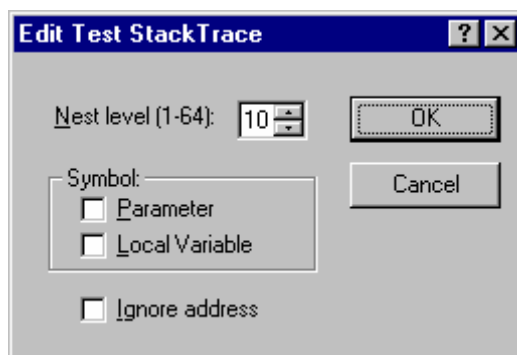 Edit Test StackTrace
Nest level (1-64): 10
OK
Symbol:
Cancel
Parameter
Local Variable
Ignore address